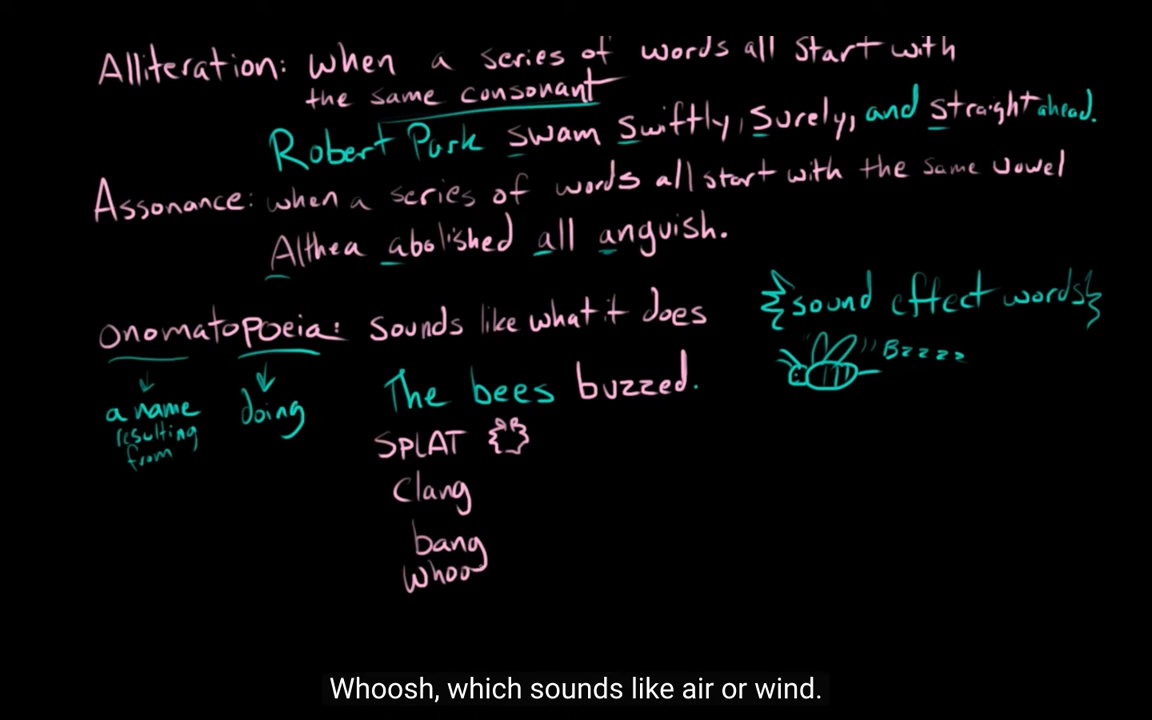 Alliteration: when a series of words all start with
the same consonant
Robert Park swam swiftly, surely, and straight ahead.
Assonance: when a series of words all start with the same vowel
Althea abolished all anguish.
onomatopoeia: sounds like what it does
sound effect words
Bzzzz
The bees buzzed.
a name
resulting
from
doing
SPLAT
Clang
bang
Whoo
Whoosh, which sounds like air or wind.